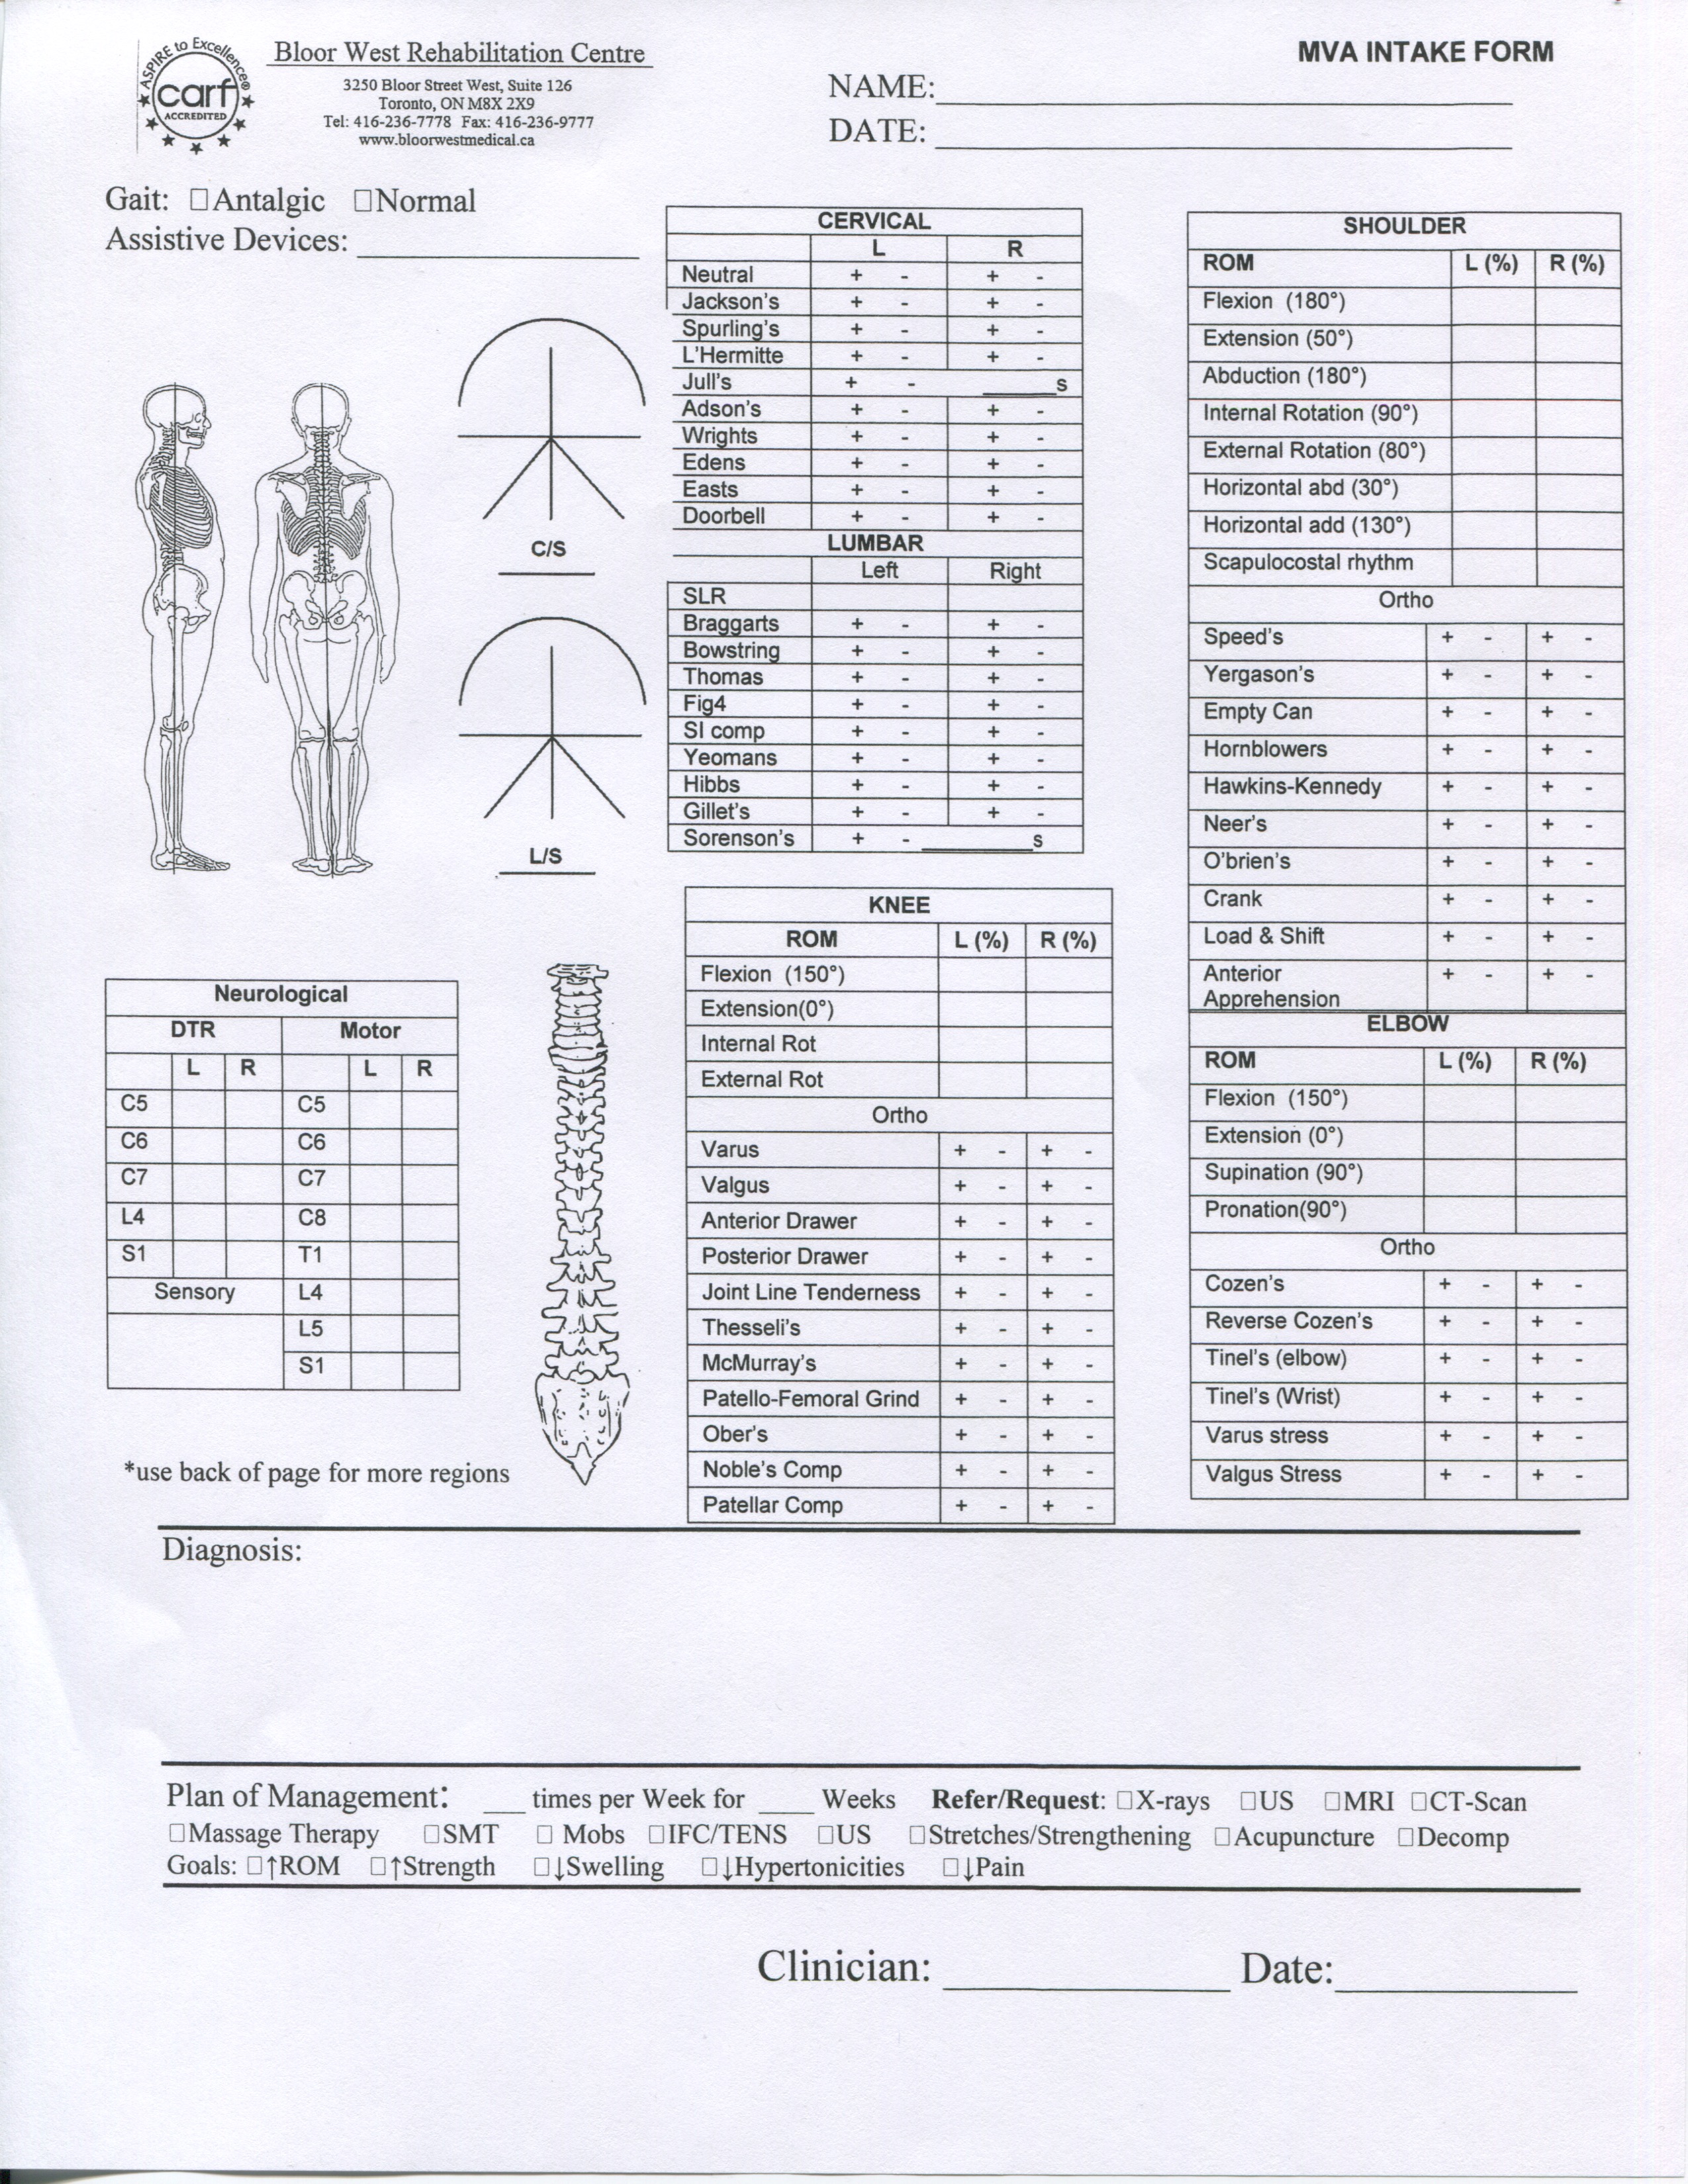 ASPIRE to Excellence®
carf
ACCREDITED
Bloor West Rehabilitation Centre
3250 Bloor Street West, Suite 126
Toronto, ON M8X 2X9
Tel: 416-236-7778 Fax: 416-236-9777
www.bloorwestmedical.ca
MVA INTAKE FORM
NAME:
DATE:
Gait: □Antalgic □Normal
Assistive Devices:
C/S
L/S
CERVICAL
L R
Neutral + - + -
Jackson's + - + -
Spurling's + - + -
L'Hermitte + - + -
Jull's + - ______s
Adson's + - + -
Wrights + - + -
Edens + - + -
Easts + - + -
Doorbell + - + -
LUMBAR
Left Right
SLR
Braggarts + - + -
Bowstring + - + -
Thomas + - + -
Fig4 + - + -
SI comp + - + -
Yeomans + - + -
Hibbs + - + -
Gillet's + - + -
Sorenson's + - _________s
SHOULDER
ROM L (%) R (%)
Flexion (180°)
Extension (50°)
Abduction (180°)
Internal Rotation (90°)
External Rotation (80°)
Horizontal abd (30°)
Horizontal add (130°)
Scapulocostal rhythm
Ortho
Speed's + - + -
Yergason's + - + -
Empty Can + - + -
Hornblowers + - + -
Hawkins-Kennedy + - + -
Neer's + - + -
O'brien's + - + -
Crank + - + -
Load & Shift + - + -
Anterior + - + -
Apprehension
ELBOW
ROM L (%) R (%)
Flexion (150°)
Extension (0°)
Supination (90°)
Pronation(90°)
Ortho
Cozen's + - + -
Reverse Cozen's + - + -
Tinel's (elbow) + - + -
Tinel's (Wrist) + - + -
Varus stress + - + -
Valgus Stress + - + -
KNEE
ROM L (%) R (%)
Flexion (150°)
Extension(0°)
Internal Rot
External Rot
Ortho
Varus + - + -
Valgus + - + -
Anterior Drawer + - + -
Posterior Drawer + - + -
Joint Line Tenderness + - + -
Thesseli's + - + -
McMurray's + - + -
Patello-Femoral Grind + - + -
Ober's + - + -
Noble's Comp + - + -
Patellar Comp + - + -
Neurological
DTR Motor
L R L R
C5 C5
C6 C6
C7 C7
L4 C8
S1 T1
Sensory L4
L5
S1
*use back of page for more regions
Diagnosis:
Plan of Management: ___ times per Week for ____ Weeks Refer/Request: □X-rays □US □MRI □CT-Scan
□Massage Therapy □SMT □ Mobs □IFC/TENS □US □Stretches/Strengthening □Acupuncture □Decomp
Goals: □↑ROM □↑Strength □↓Swelling □↓Hypertonicities □↓Pain
Clinician: ______________ Date:____________